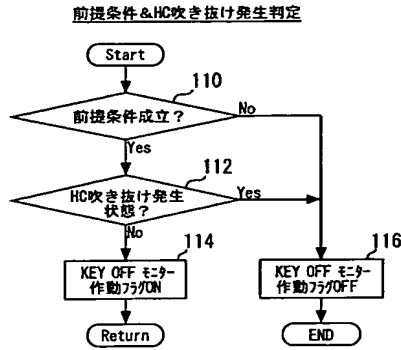 前提条件&HC吹き抜け発生判定
Start
110
前提条件成立?
No
Yes
112
HC吹き抜け発生
状態?
Yes
No
114
KEY OFF モニター
作動フラグON
116
KEY OFF モニター
作動フラグOFF
Return
END